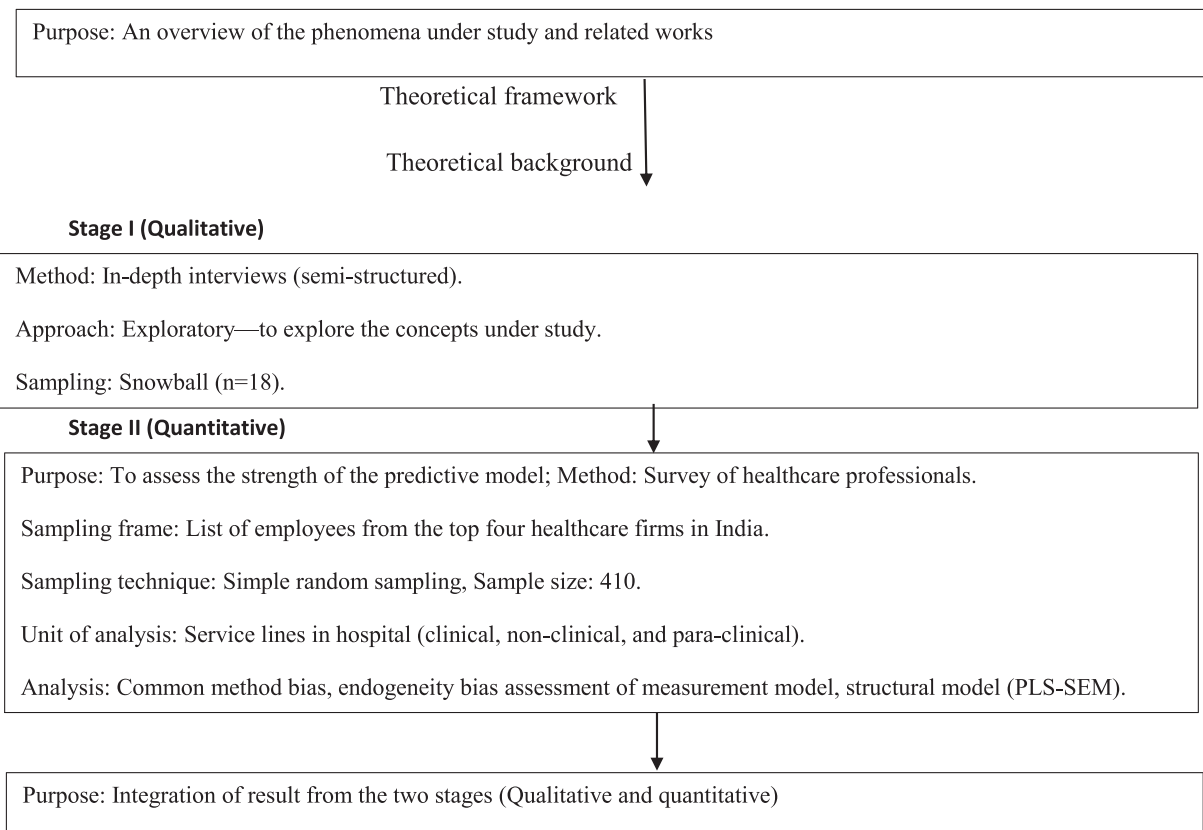 Purpose: An overview of the phenomena under study and related works
Theoretical framework
Theoretical background
Stage I (Qualitative)
Method: In-depth interviews (semi-structured).
Approach: Exploratory—to explore the concepts under study.
Sampling: Snowball (n=18).
Stage II (Quantitative)
Purpose: To assess the strength of the predictive model; Method: Survey of healthcare professionals.
Sampling frame: List of employees from the top four healthcare firms in India.
Sampling technique: Simple random sampling, Sample size: 410.
Unit of analysis: Service lines in hospital (clinical, non-clinical, and para-clinical).
Analysis: Common method bias, endogeneity bias assessment of measurement model, structural model (PLS-SEM).
Purpose: Integration of result from the two stages (Qualitative and quantitative)